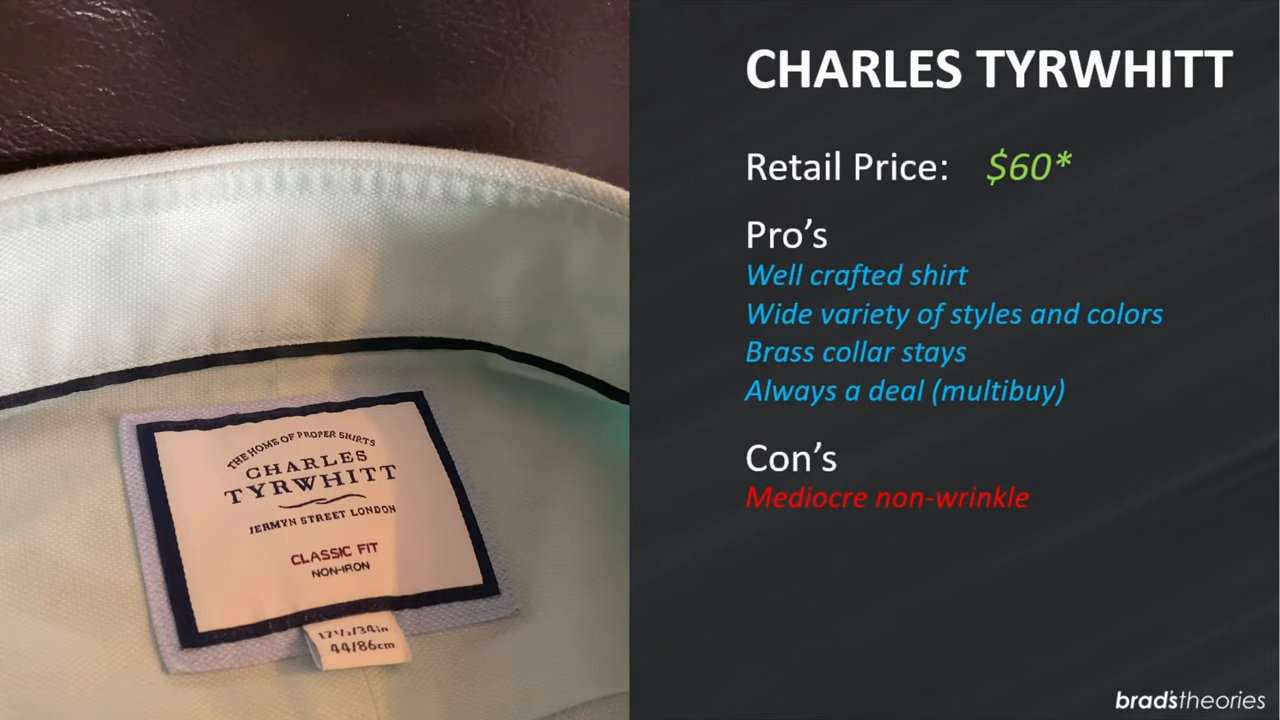 THE HOME OF PROPER SHIRTS
CHARLES
TYRWHITT
JERMYN STREET LONDON
CLASSIC FIT
NON-IRON
17½/34in
44/86cm
CHARLES TYRWHITT
Retail Price: $60*
Pro's
Well crafted shirt
Wide variety of styles and colors
Brass collar stays
Always a deal (multibuy)
Con's
Mediocre non-wrinkle
brad'stheories